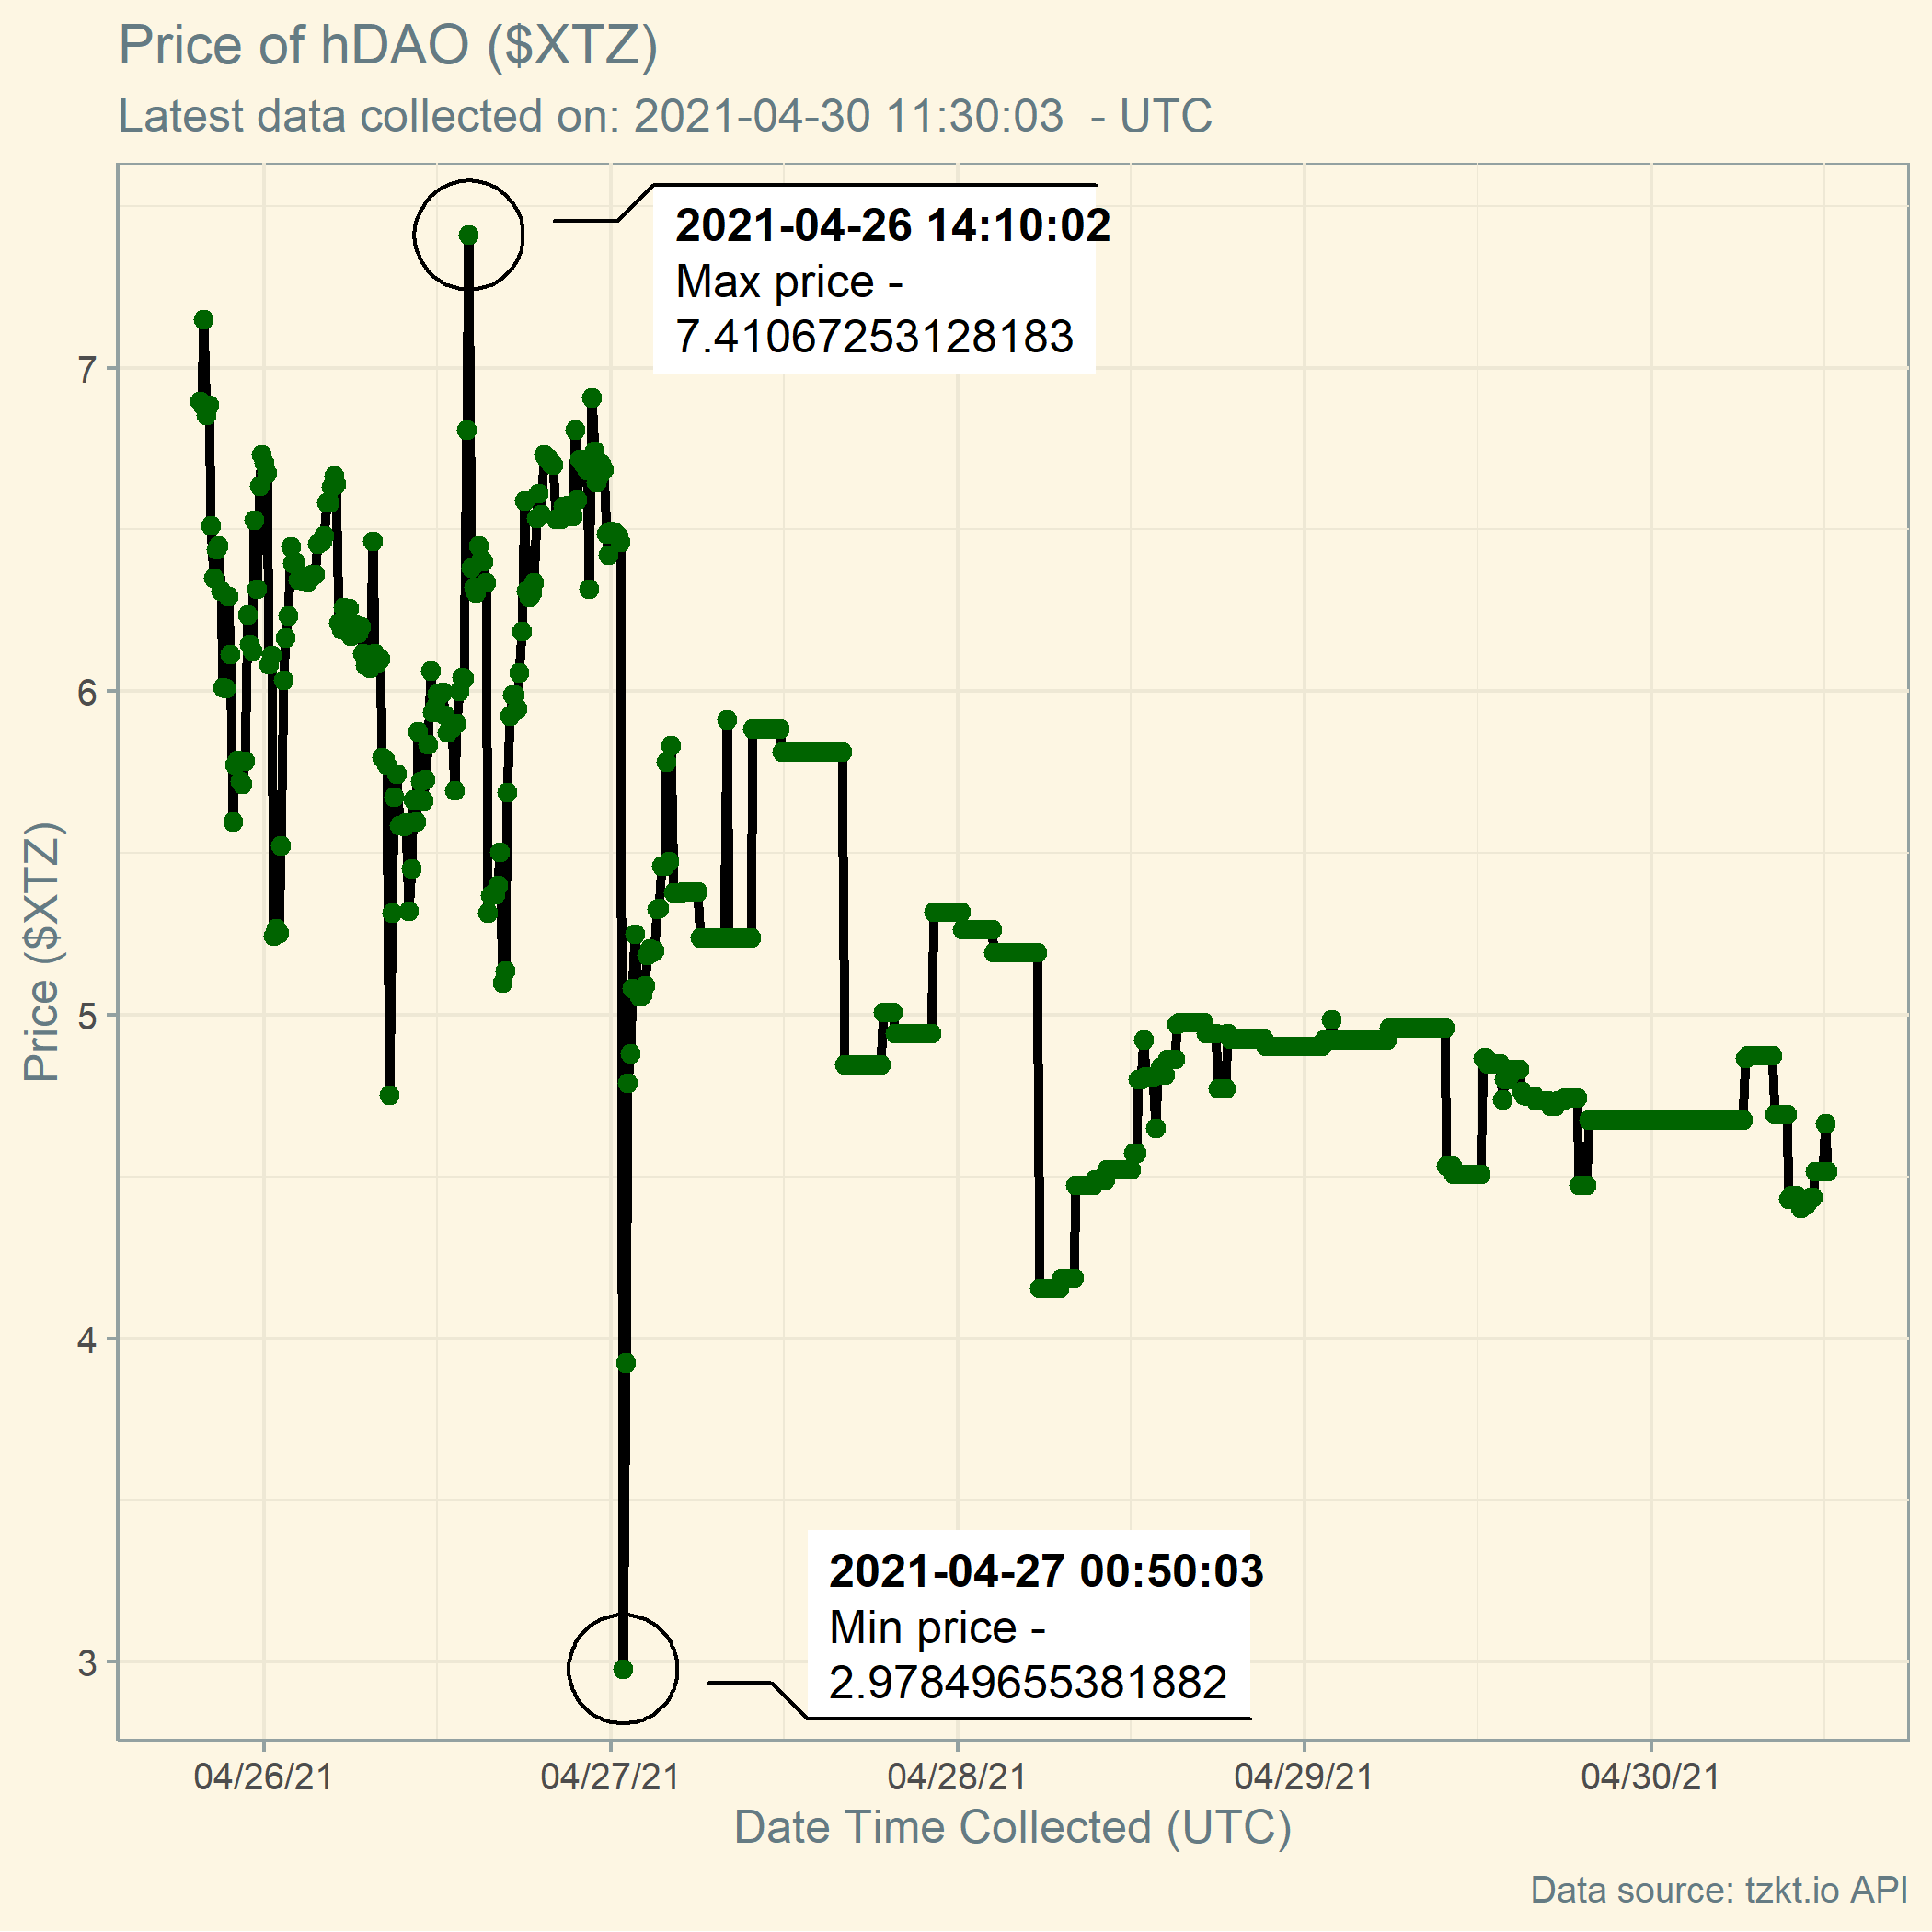 Price of hDAO ($XTZ)
Latest data collected on: 2021-04-30 11:30:03  - UTC
2021-04-26 14:10:02
Max price -
7.41067253128183
7
6
5
4
3
Price ($XTZ)
2021-04-27 00:50:03
Min price -
2.97849655381882
04/26/21
04/27/21
04/28/21
04/29/21
04/30/21
Date Time Collected (UTC)
Data source: tzkt.io API